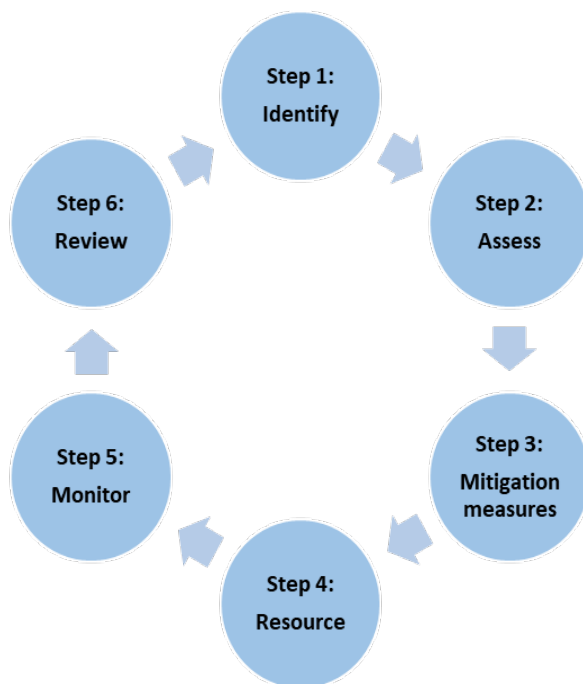 Step 1:
Identify
Step 2:
Assess
Step 3:
Mitigation
measures
Step 4:
Resource
Step 5:
Monitor
Step 6:
Review